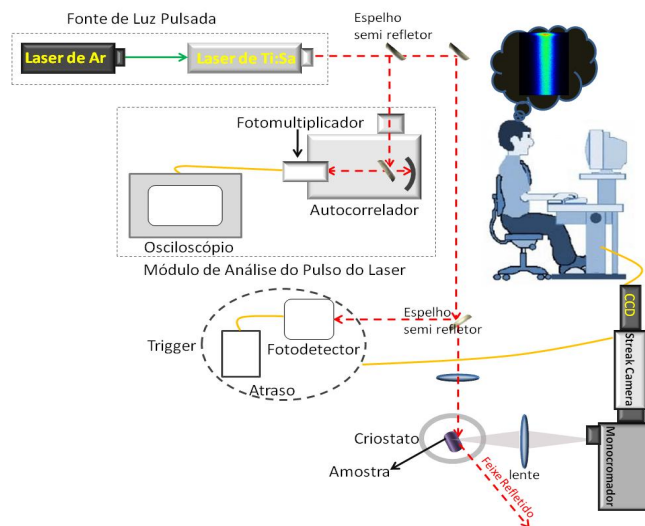 Fonte de Luz Pulsada
Espelho
semi refletor
Laser de Ar
Laser de Ti:Sa
Fotomultiplicador
Autocorrelador
Osciloscópio
Módulo de Análise do Pulso do Laser
Espelho
semi refletor
Trigger
Fotodetector
Atraso
CCD
Streak Camera
Monocromador
Criostato
lente
Amostra
Feixe Refletido